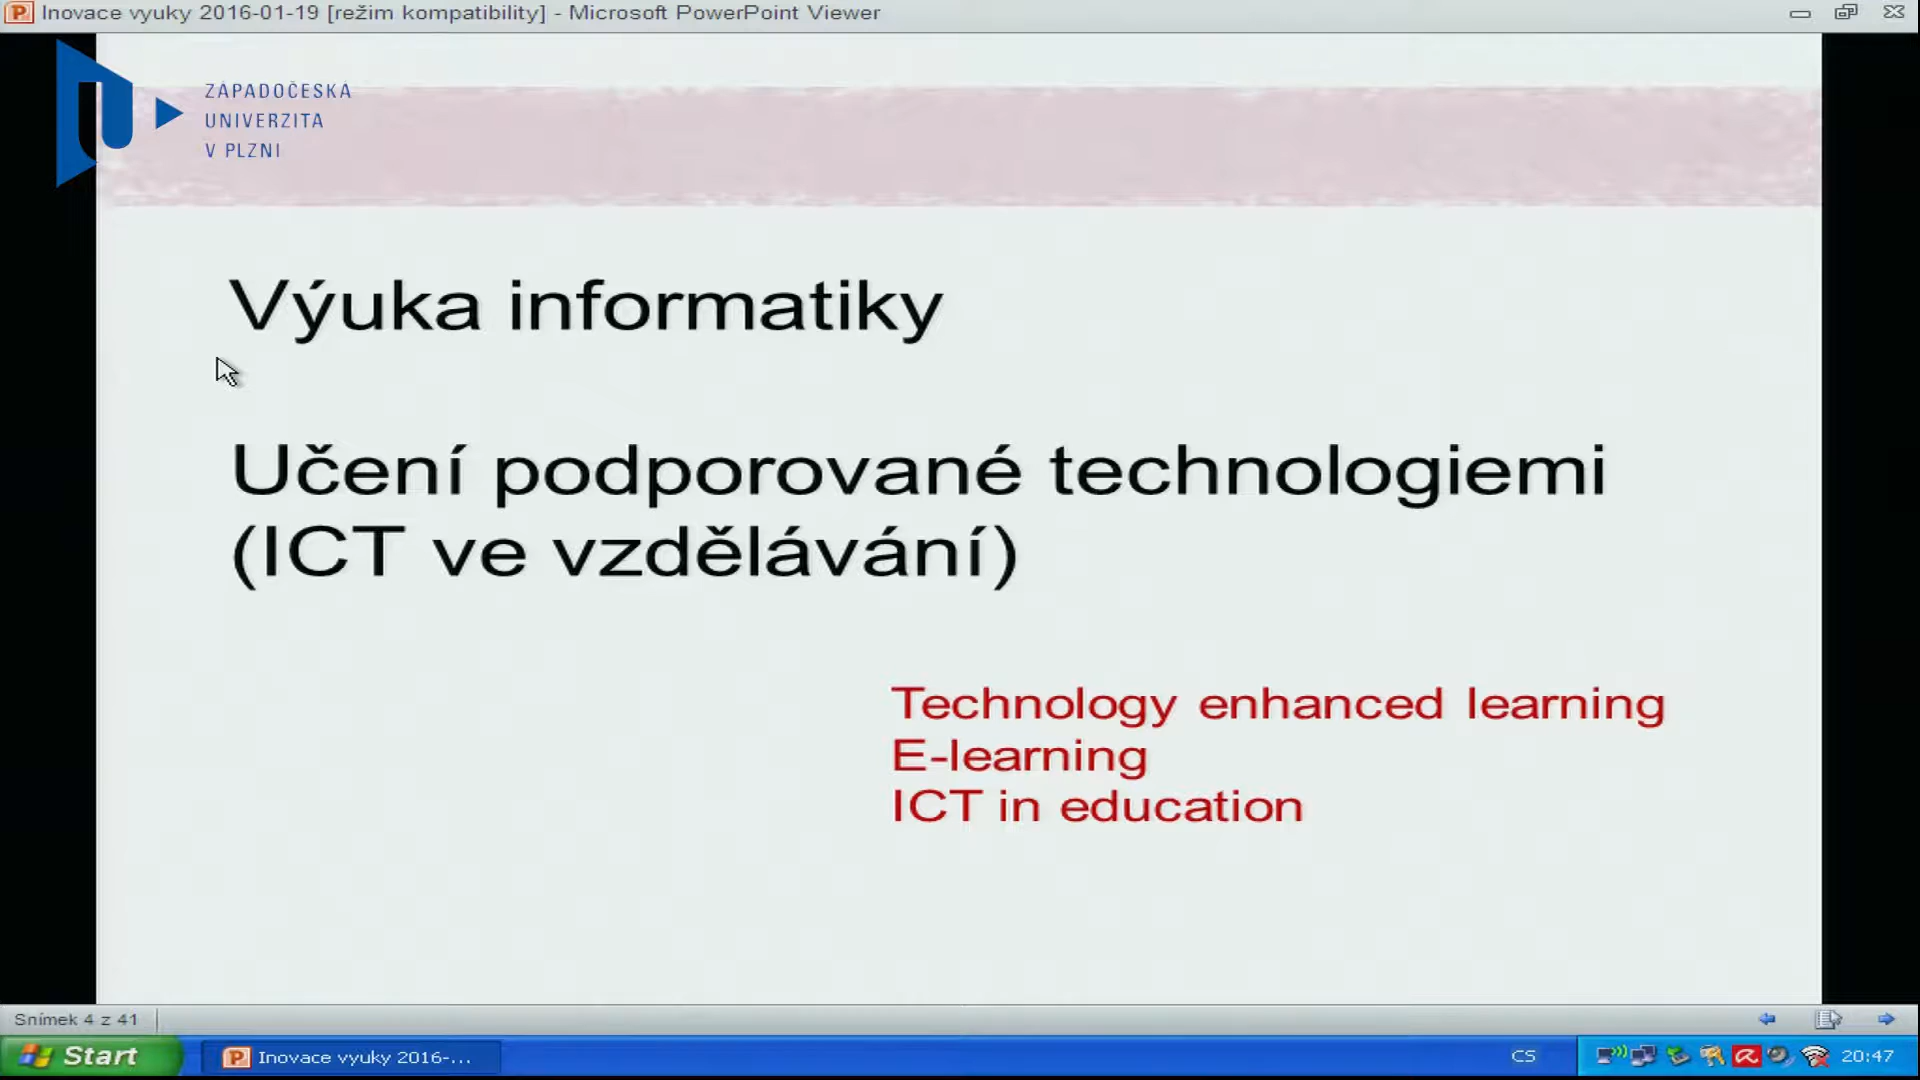 Inovace vyuky 2016-01-19 [režim kompatibility] - Microsoft PowerPoint Viewer
ZÁPADOČESKÁ
UNIVERZITA
V PLZNI
Výuka informatiky
Učení podporované technologiemi
(ICT ve vzdělávání)
Technology enhanced learning
E-learning
ICT in education
Snímek 4 z 41
Start
Inovace vyuky 2016-...
CS
20:47